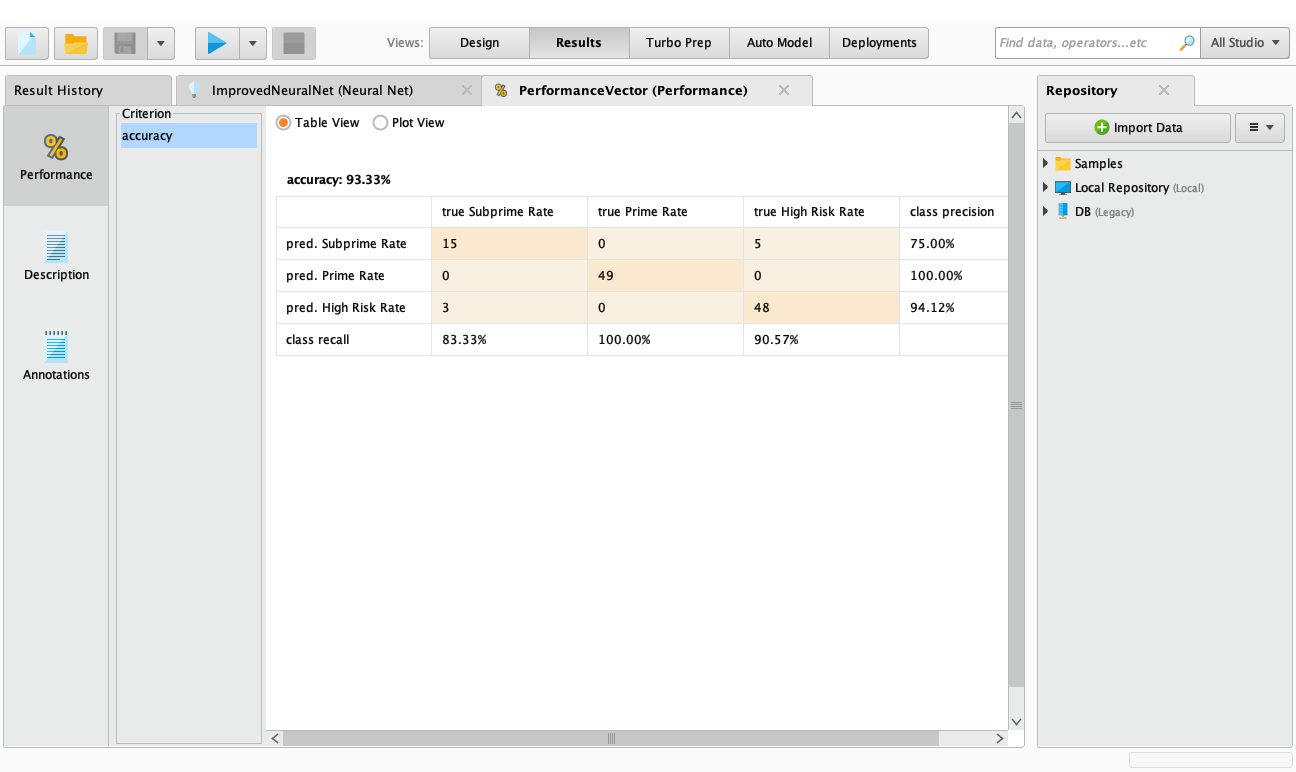 Views: Design Results Turbo Prep Auto Model Deployments Find data, operators...etc All Studio
Result History ImprovedNeuralNet (Neural Net) PerformanceVector (Performance) Repository
Criterion
accuracy
Table View Plot View
Import Data
Performance
Description
Annotations
accuracy: 93.33%
true Subprime Rate true Prime Rate true High Risk Rate class precision
pred. Subprime Rate 15 0 5 75.00%
pred. Prime Rate 0 49 0 100.00%
pred. High Risk Rate 3 0 48 94.12%
class recall 83.33% 100.00% 90.57%
Samples
Local Repository (Local)
DB (Legacy)